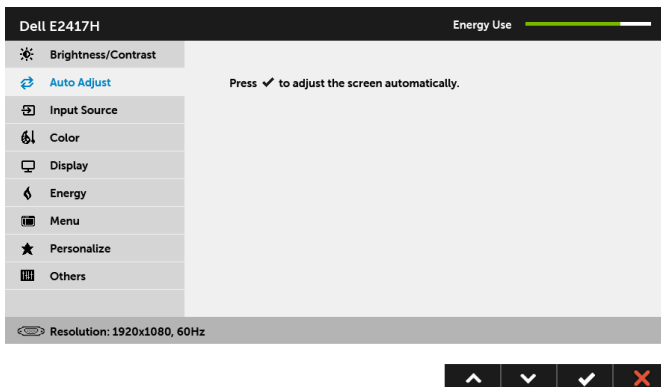 Dell E2417H
Energy Use
Brightness/Contrast
Auto Adjust
Press ✓ to adjust the screen automatically.
Input Source
Color
Display
Energy
Menu
Personalize
Others
Resolution: 1920x1080, 60Hz